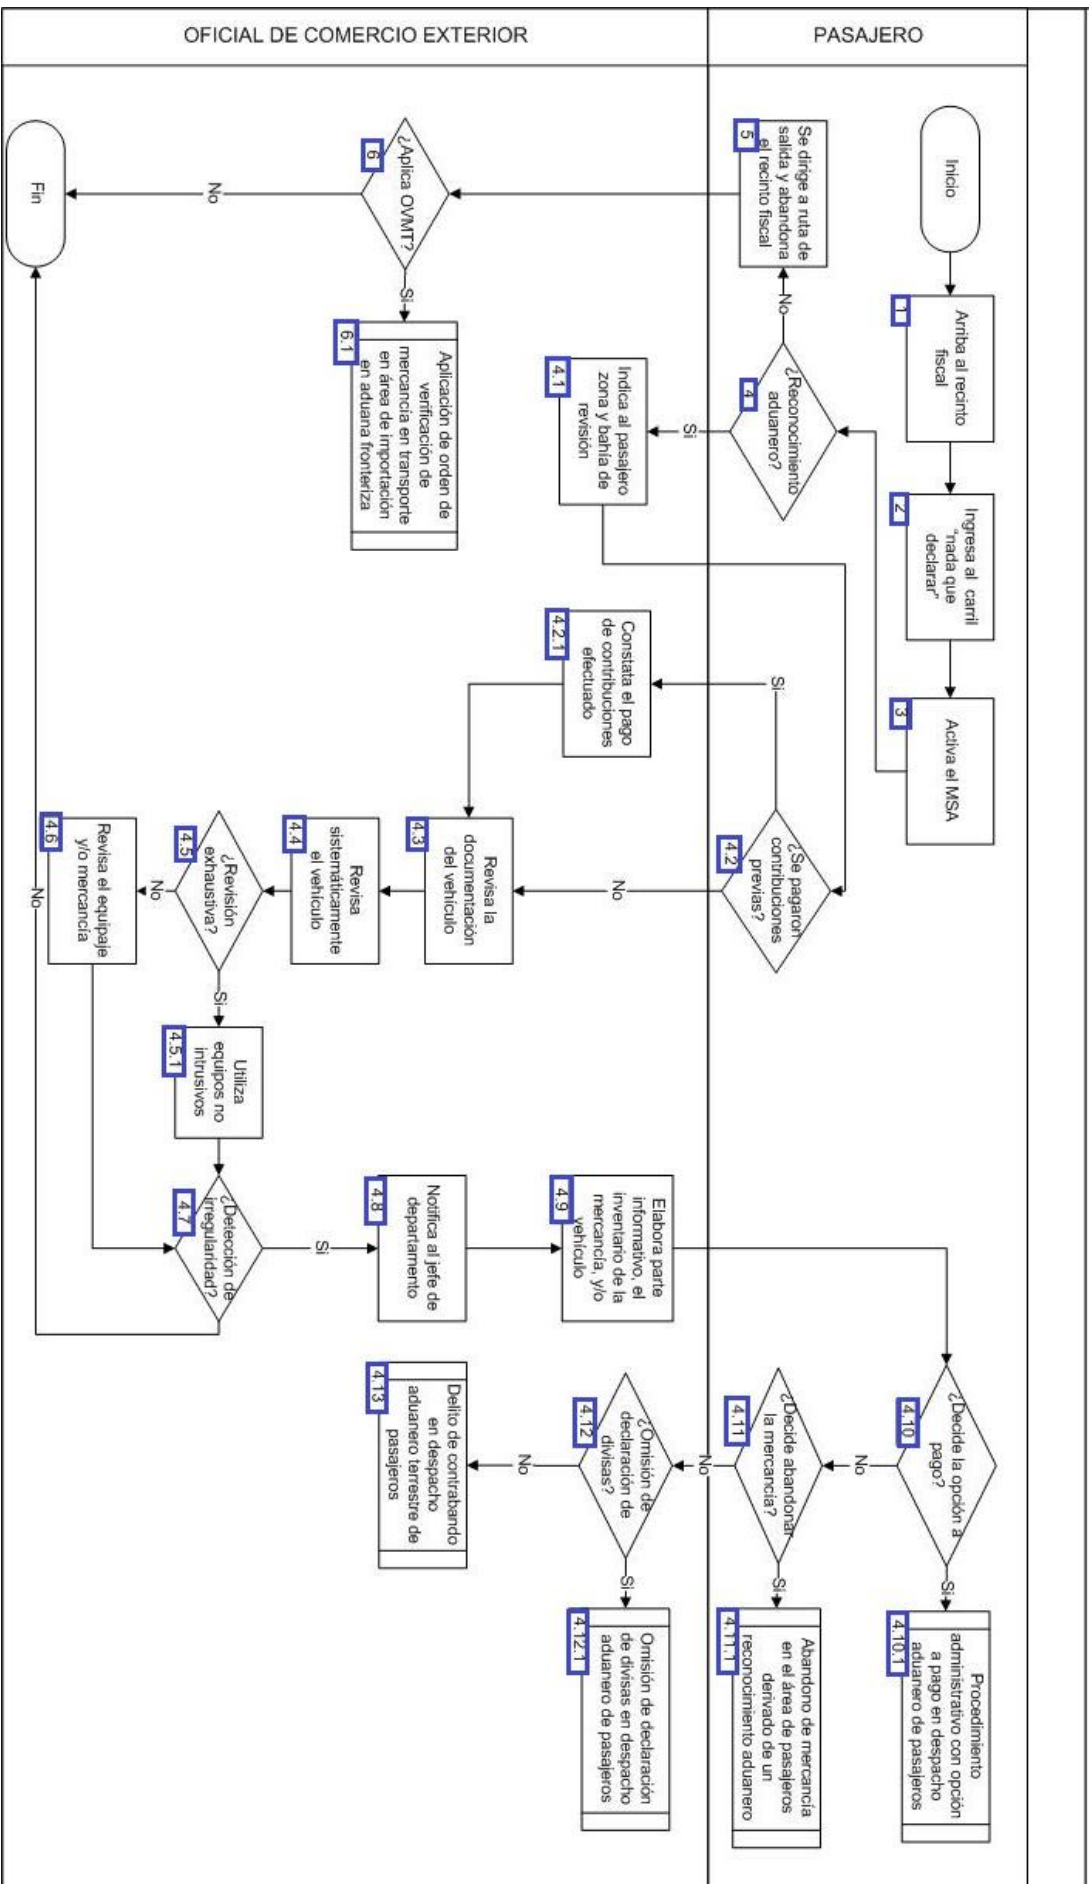 PASAJERO
OFICIAL DE COMERCIO EXTERIOR
Inicio
1
Arriba al recinto
fiscal
2
Ingresa al carril
“nada que
declarar”
3
Activa el MSA
4
¿Reconocimiento
aduanero?
No
Si
5
Se dirige a ruta de
salida y abandona
el recinto fiscal
6
¿Aplica OVMT?
No
Si
Fin
6.1
Aplicación de orden de
verificación de
mercancía en transporte
en área de importación
en aduana fronteriza
4.1
Indica al pasajero
zona y bahía de
revisión
4.2
¿Se pagaron
contribuciones
previas?
Si
No
4.2.1
Constata el pago
de contribuciones
efectuado
4.3
Revisa la
documentación
del vehículo
4.4
Revisa
sistemáticamente
el vehículo
4.5
¿Revisión
exhaustiva?
No
Si
4.6
Revisa el equipaje
y/o mercancía
4.5.1
Utiliza
equipos no
intrusivos
4.7
¿Detección de
irregularidad?
No
Si
4.8
Notifica al jefe de
departamento
4.9
Elabora parte
informativo, el
inventario de la
mercancía, y/o
vehículo
4.10
¿Decide la opción a
pago?
No
Si
4.10.1
Procedimiento
administrativo con opción
a pago en despacho
aduanero de pasajeros
4.11
¿Decide abandonar
la mercancia?
No
Si
4.11.1
Abandono de mercancía
en el área de pasajeros
derivado de un
reconocimiento aduanero
4.12
¿Omisión de
declaración de
divisas?
No
Si
4.12.1
Omisión de declaración
de divisas en despacho
aduanero de pasajeros
4.13
Delito de contrabando
en despacho
aduanero terrestre de
pasajeros